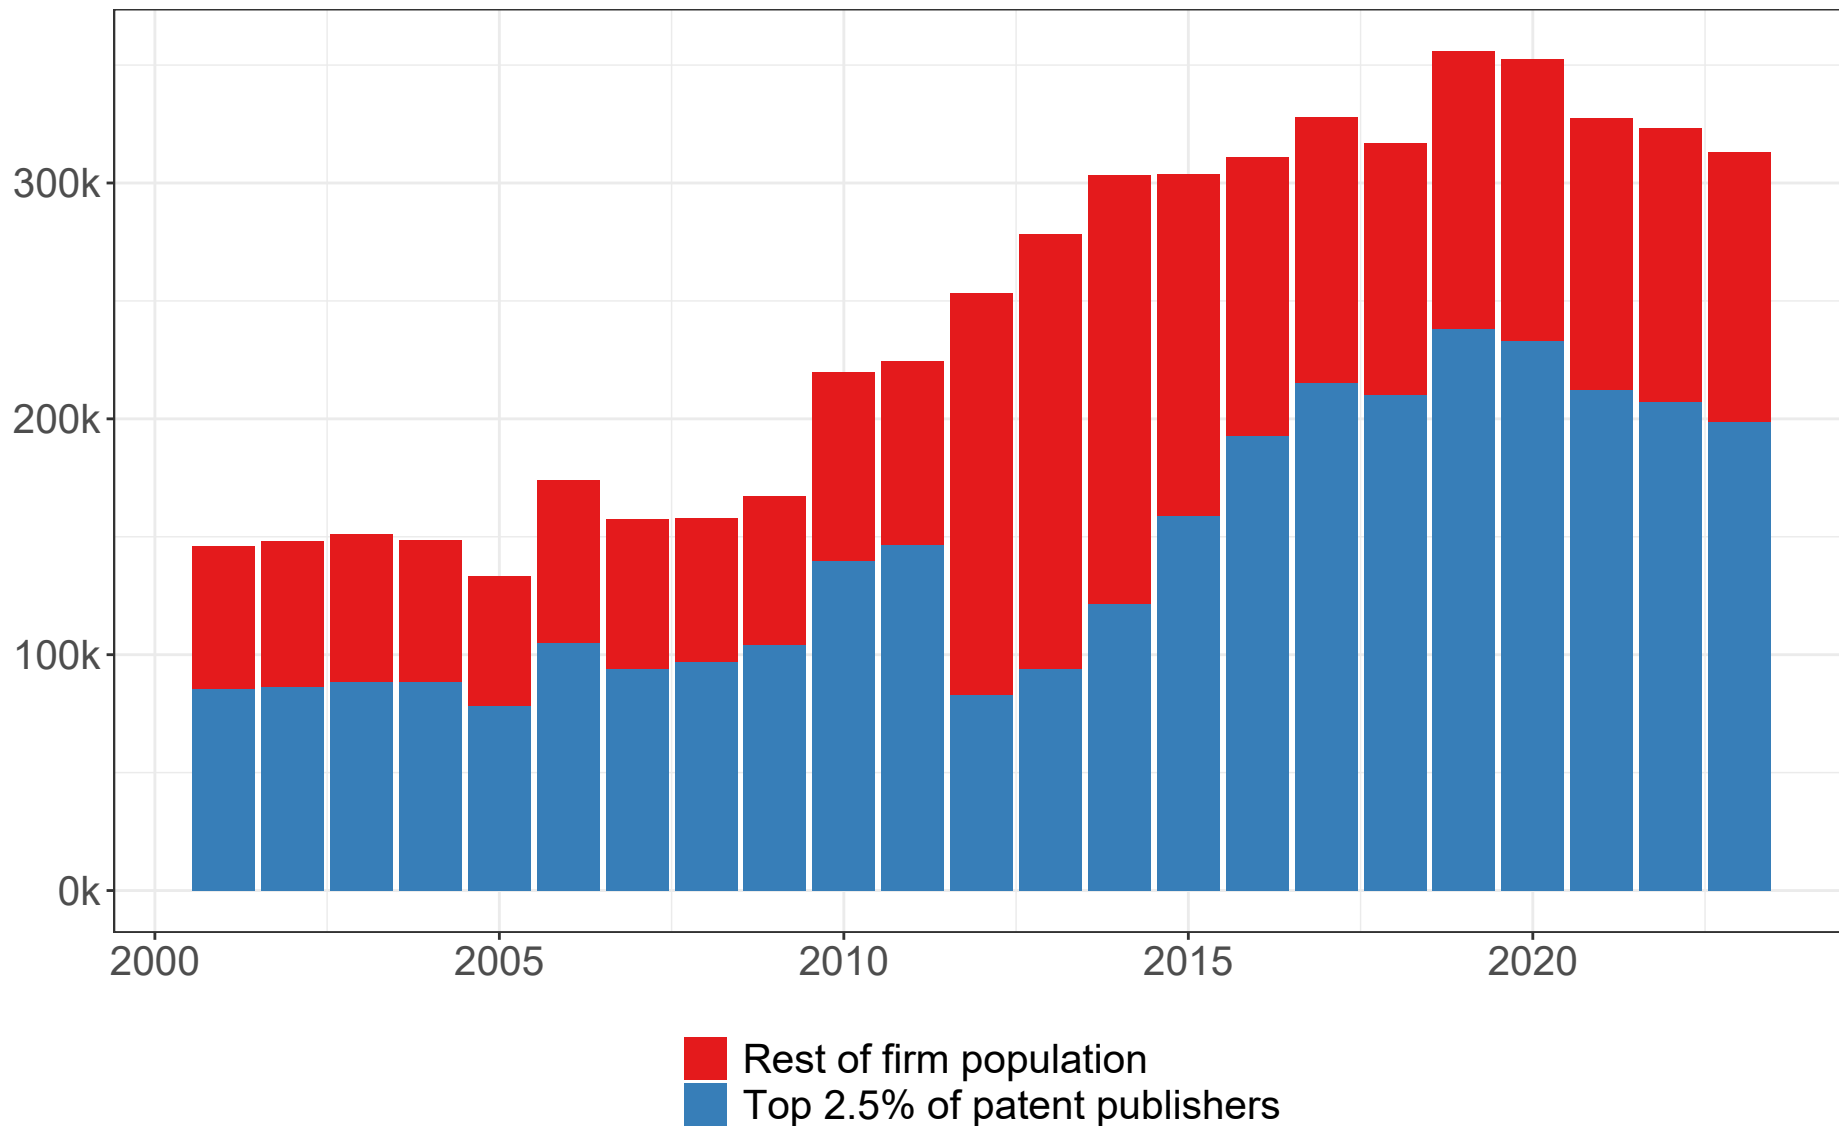 300k
200k
100k
0k
2000 2005 2010 2015 2020
Rest of firm population
Top 2.5% of patent publishers